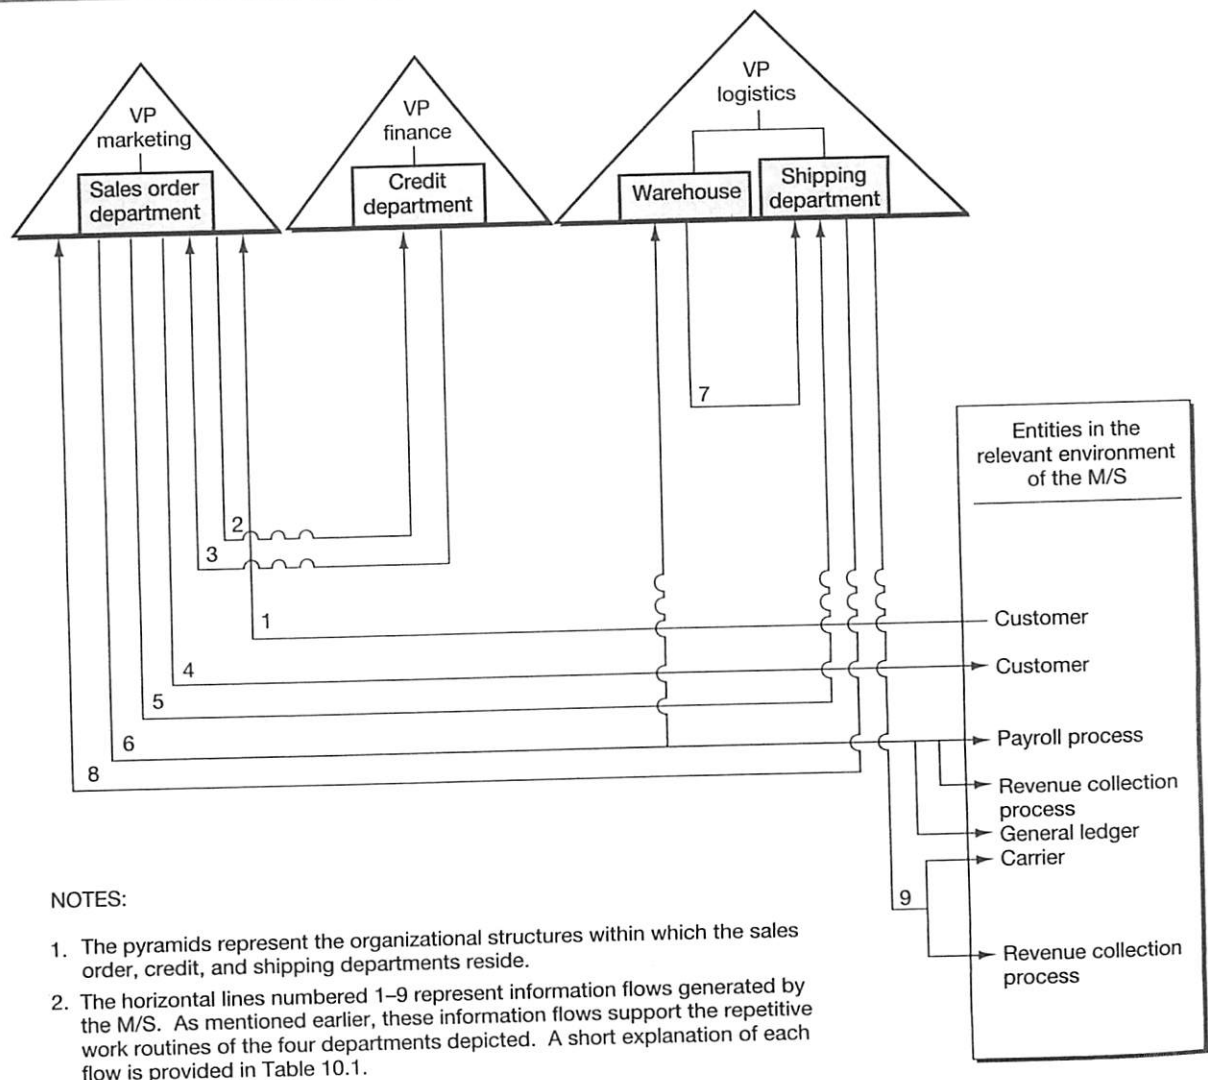 VP
marketing
Sales order
department
VP
finance
Credit
department
VP
logistics
Warehouse
Shipping
department
7
2
3
1
4
5
6
8
9
Entities in the
relevant environment
of the M/S
Customer
Customer
Payroll process
Revenue collection
process
General ledger
Carrier
Revenue collection
process
NOTES:
1. The pyramids represent the organizational structures within which the sales
order, credit, and shipping departments reside.
2. The horizontal lines numbered 1–9 represent information flows generated by
the M/S. As mentioned earlier, these information flows support the repetitive
work routines of the four departments depicted. A short explanation of each
flow is provided in Table 10.1.